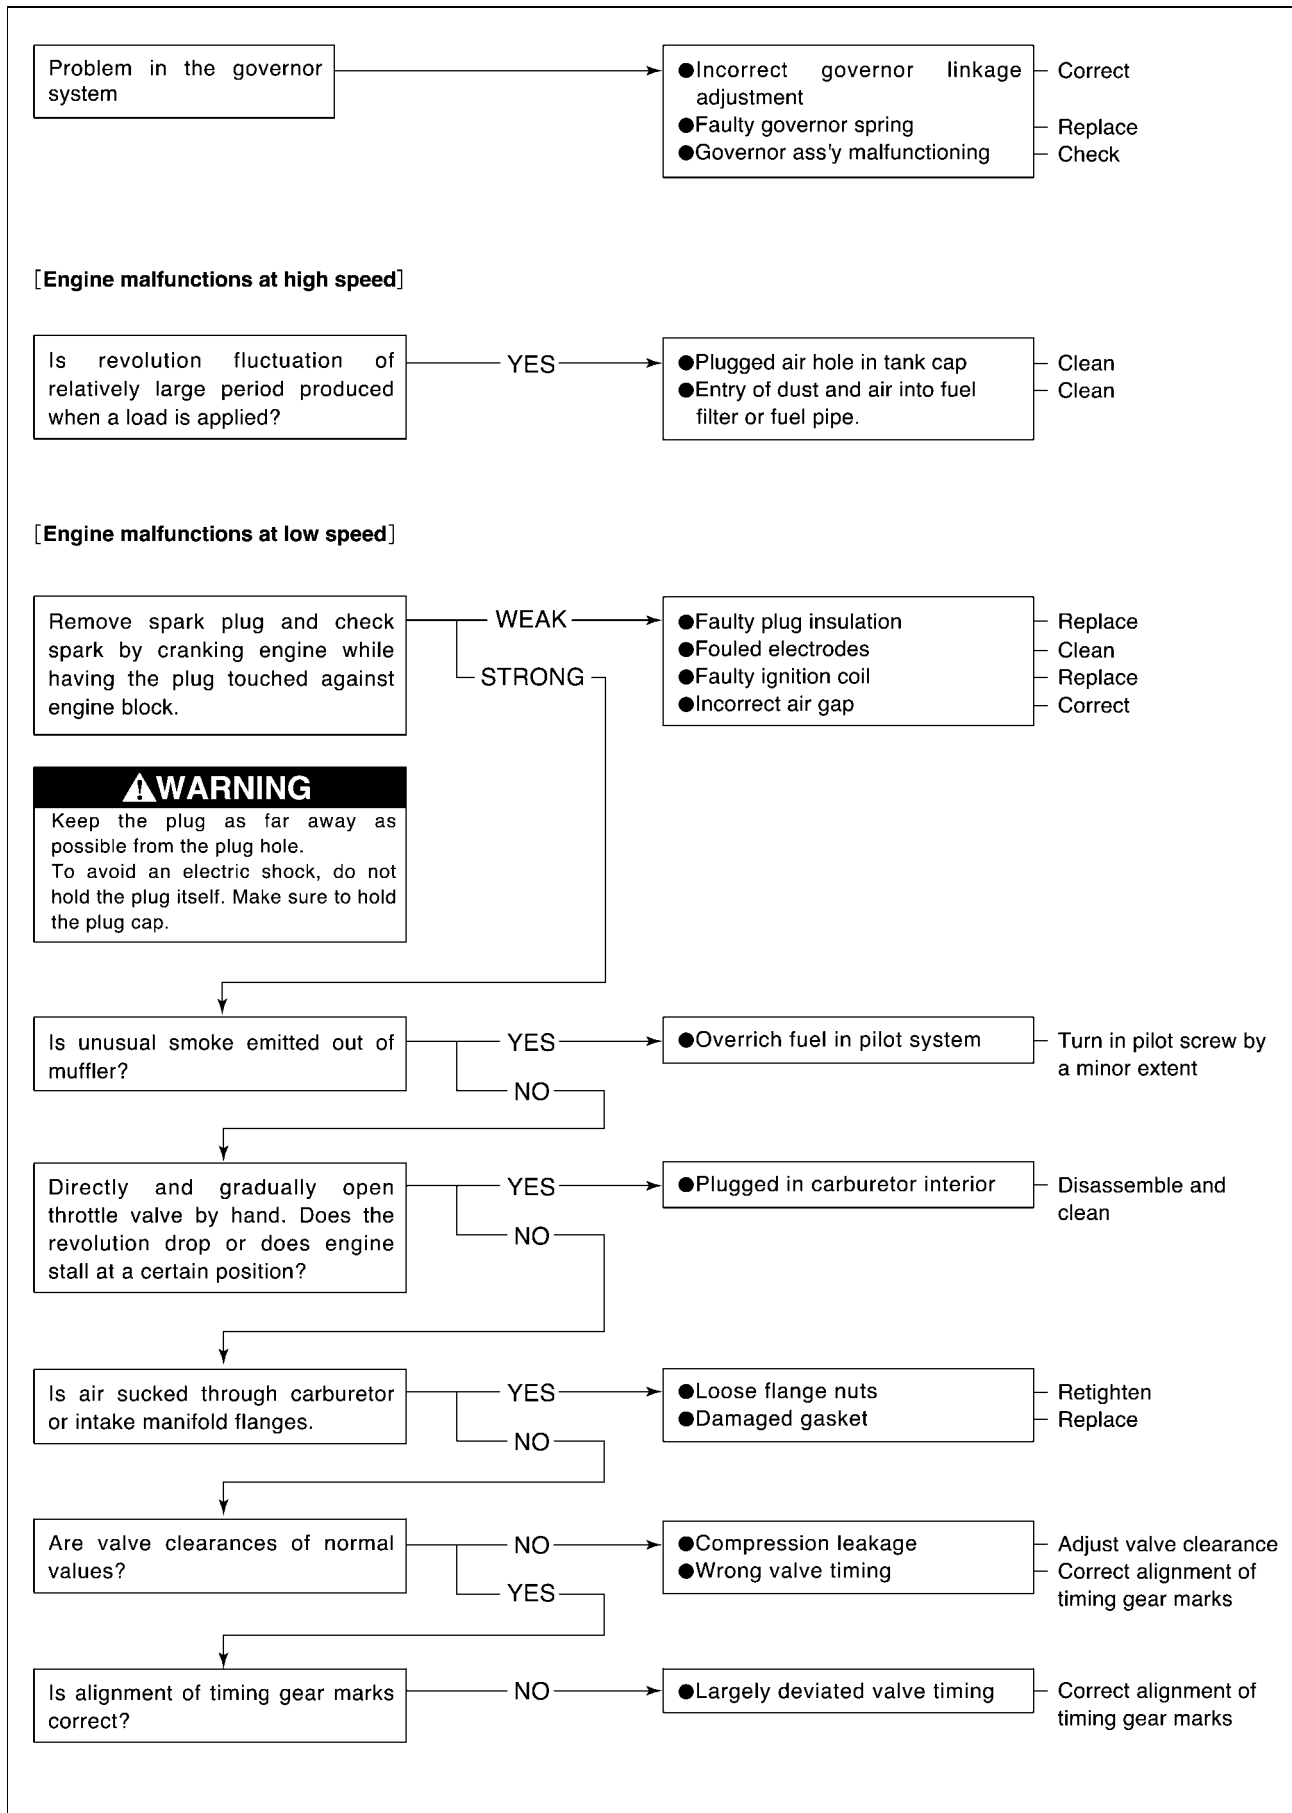 Problem in the governor
system
●Incorrect governor linkage
adjustment
●Faulty governor spring
●Governor ass'y malfunctioning
Correct
Replace
Check
[Engine malfunctions at high speed]
Is revolution fluctuation of
relatively large period produced
when a load is applied?
YES
●Plugged air hole in tank cap
●Entry of dust and air into fuel
filter or fuel pipe.
Clean
Clean
[Engine malfunctions at low speed]
Remove spark plug and check
spark by cranking engine while
having the plug touched against
engine block.
WEAK
STRONG
●Faulty plug insulation
●Fouled electrodes
●Faulty ignition coil
●Incorrect air gap
Replace
Clean
Replace
Correct
WARNING
Keep the plug as far away as
possible from the plug hole.
To avoid an electric shock, do not
hold the plug itself. Make sure to hold
the plug cap.
Is unusual smoke emitted out of
muffler?
YES
NO
●Overrich fuel in pilot system
Turn in pilot screw by
a minor extent
Directly and gradually open
throttle valve by hand. Does the
revolution drop or does engine
stall at a certain position?
YES
NO
●Plugged in carburetor interior
Disassemble and
clean
Is air sucked through carburetor
or intake manifold flanges.
YES
NO
●Loose flange nuts
●Damaged gasket
Retighten
Replace
Are valve clearances of normal
values?
NO
YES
●Compression leakage
●Wrong valve timing
Adjust valve clearance
Correct alignment of
timing gear marks
Is alignment of timing gear marks
correct?
NO
●Largely deviated valve timing
Correct alignment of
timing gear marks